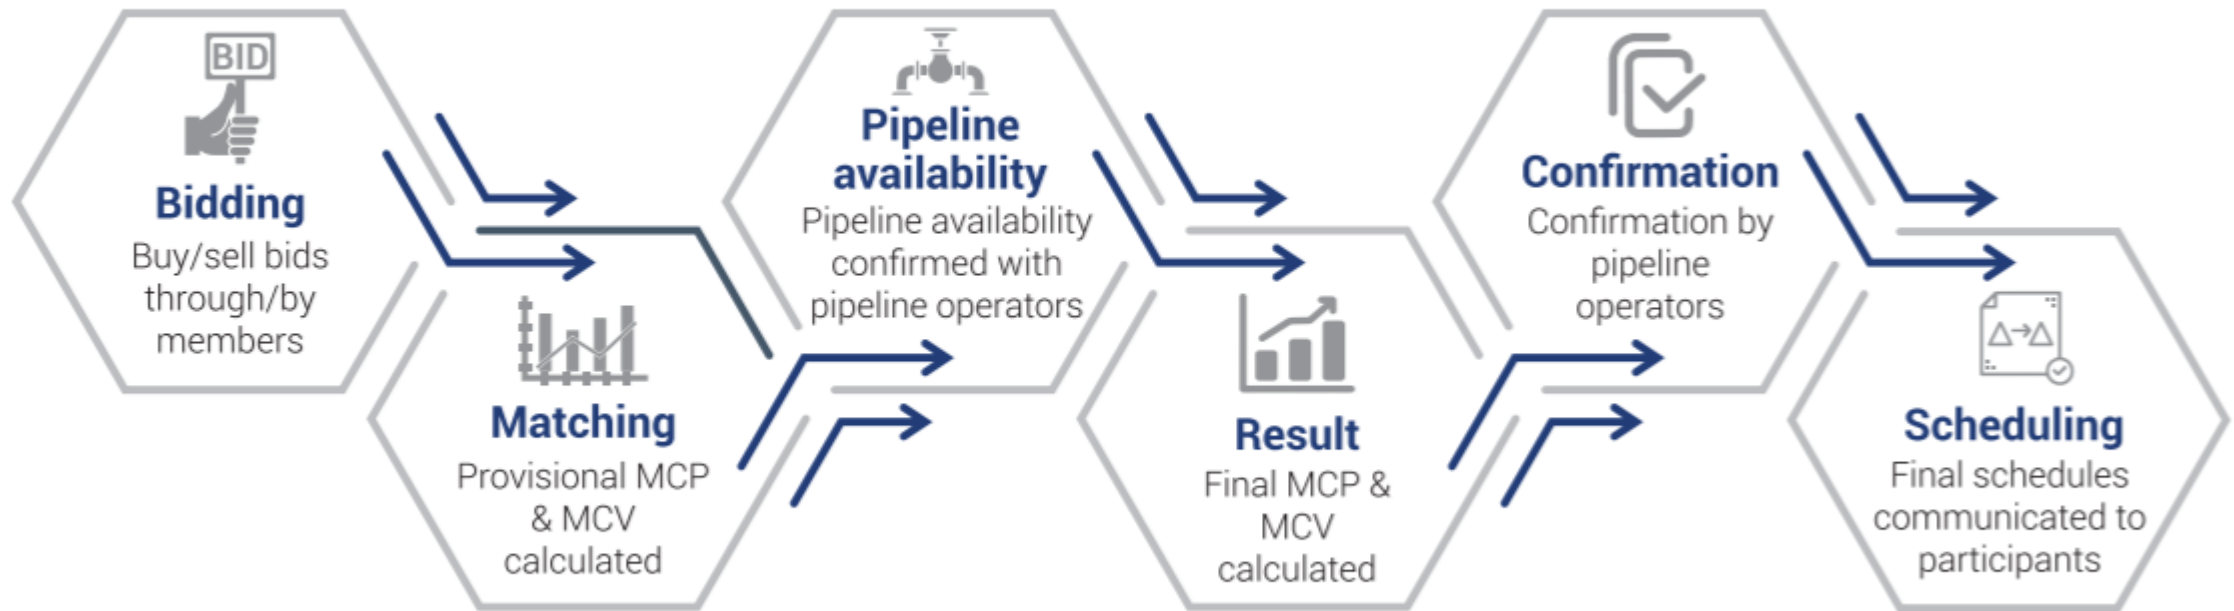 BID
Bidding
Buy/sell bids
through/by
members
Matching
Provisional MCP
& MCV
calculated
Pipeline
availability
Pipeline availability
confirmed with
pipeline operators
Result
Final MCP &
MCV
calculated
Confirmation
Confirmation by
pipeline
operators
Scheduling
Final schedules
communicated to
participants